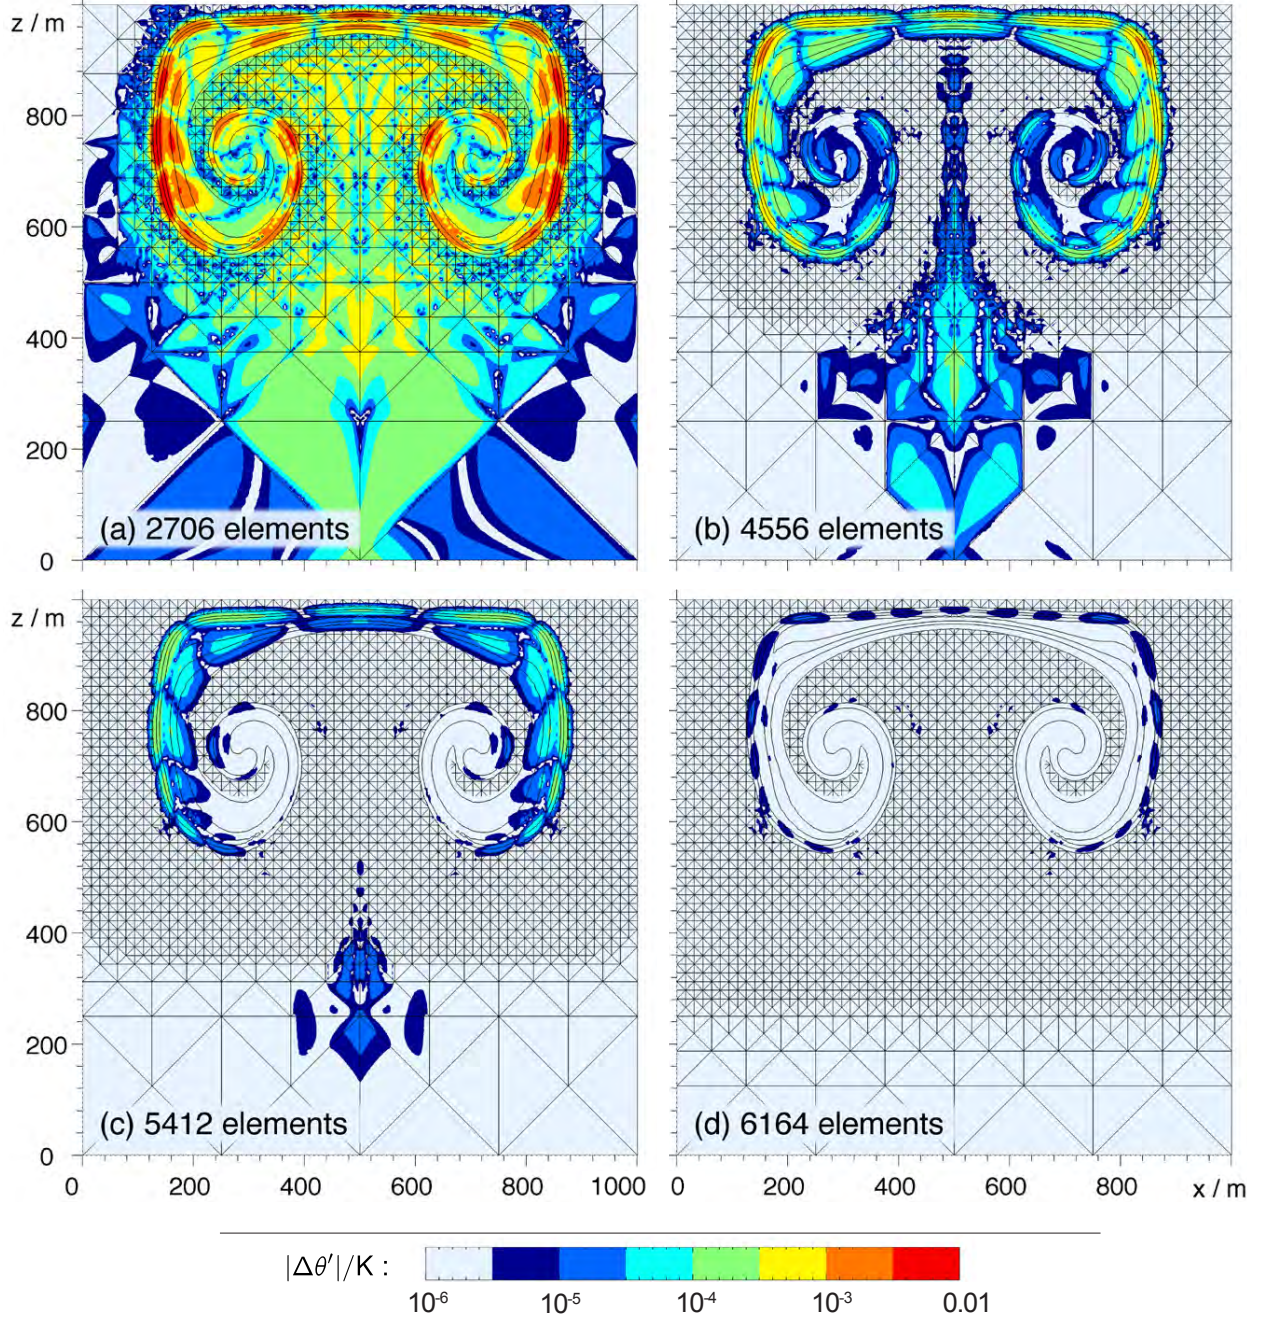 z / m
800
600
400
200
0
(a) 2706 elements
(b) 4556 elements
z / m
800
600
400
200
0
(c) 5412 elements
(d) 6164 elements
0 200 400 600 800 1000 0 200 400 600 800 x / m
|Δθ′|/K :
10⁻⁶ 10⁻⁵ 10⁻⁴ 10⁻³ 0.01